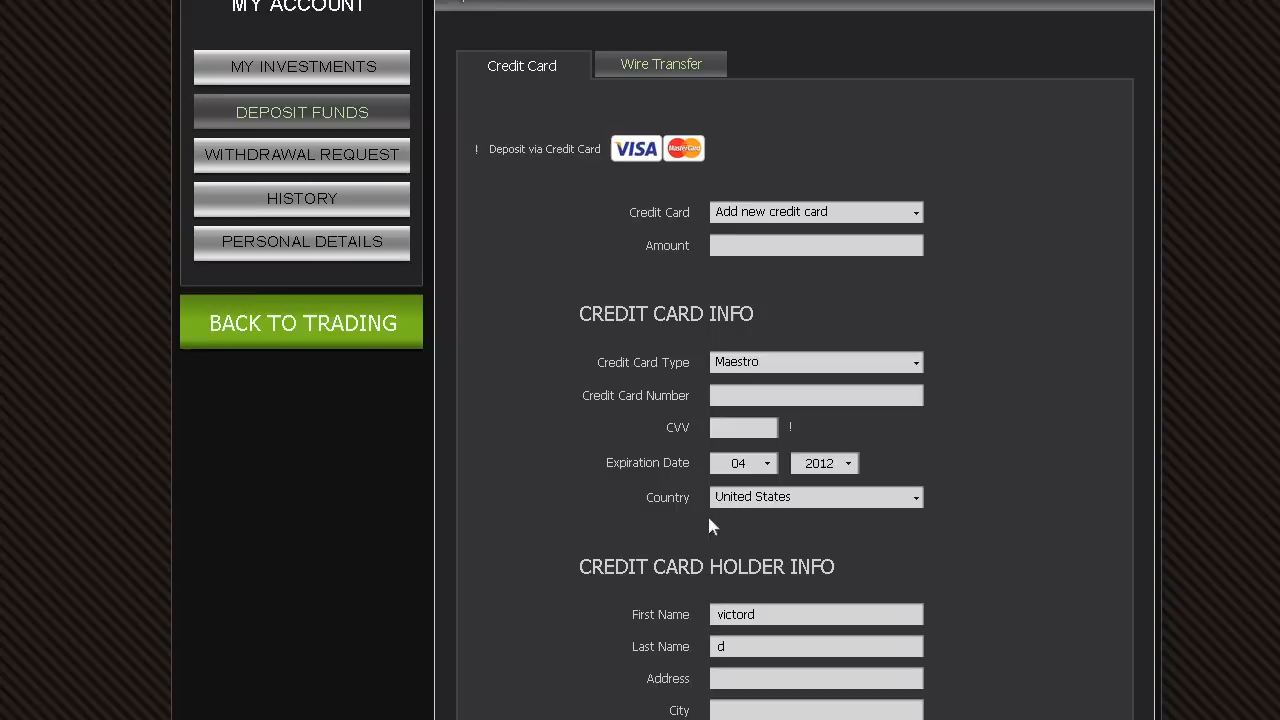 MY ACCOUNT
MY INVESTMENTS
DEPOSIT FUNDS
WITHDRAWAL REQUEST
HISTORY
PERSONAL DETAILS
BACK TO TRADING
Credit Card
Wire Transfer
! Deposit via Credit Card VISA MasterCard
Credit Card Add new credit card
Amount
CREDIT CARD INFO
Credit Card Type Maestro
Credit Card Number
CVV !
Expiration Date 04 2012
Country United States
CREDIT CARD HOLDER INFO
First Name victord
Last Name d
Address
City